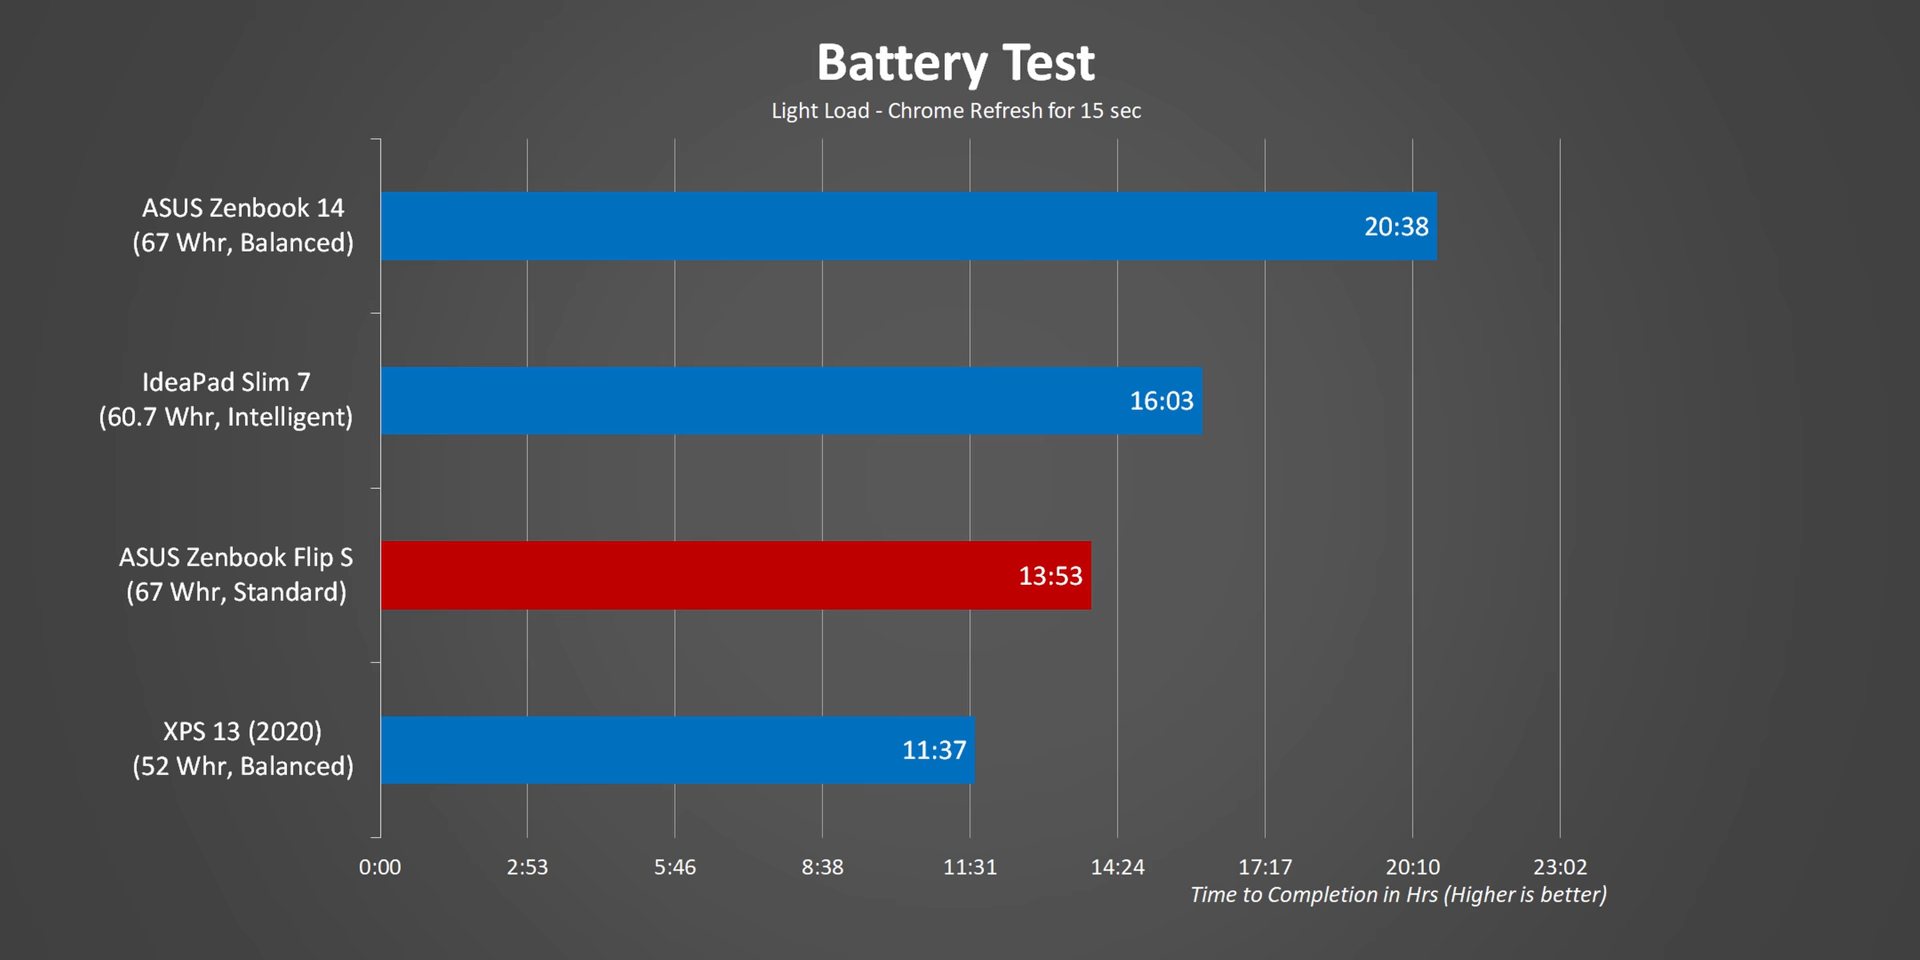 Battery Test
Light Load - Chrome Refresh for 15 sec
ASUS Zenbook 14
(67 Whr, Balanced)
20:38
IdeaPad Slim 7
(60.7 Whr, Intelligent)
16:03
ASUS Zenbook Flip S
(67 Whr, Standard)
13:53
XPS 13 (2020)
(52 Whr, Balanced)
11:37
0:00 2:53 5:46 8:38 11:31 14:24 17:17 20:10 23:02
Time to Completion in Hrs (Higher is better)